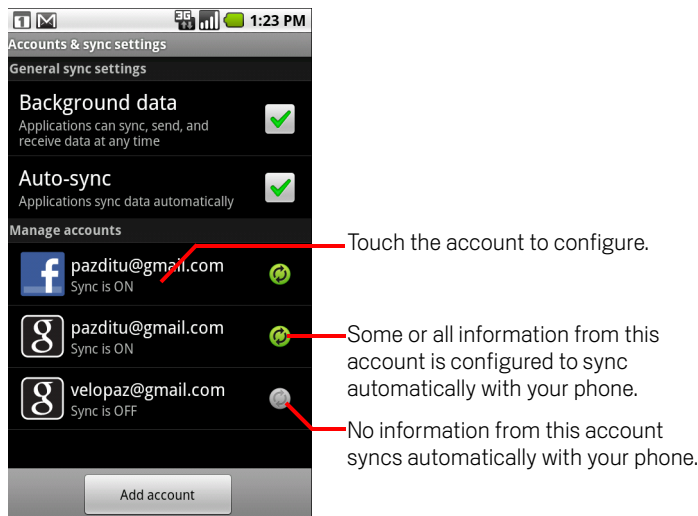 1 3G 1:23 PM
Accounts & sync settings
General sync settings
Background data
Applications can sync, send, and
receive data at any time
Auto-sync
Applications sync data automatically
Manage accounts
f pazditu@gmail.com
Sync is ON
g pazditu@gmail.com
Sync is ON
g velopaz@gmail.com
Sync is OFF
Add account
Touch the account to configure.
Some or all information from this
account is configured to sync
automatically with your phone.
No information from this account
syncs automatically with your phone.